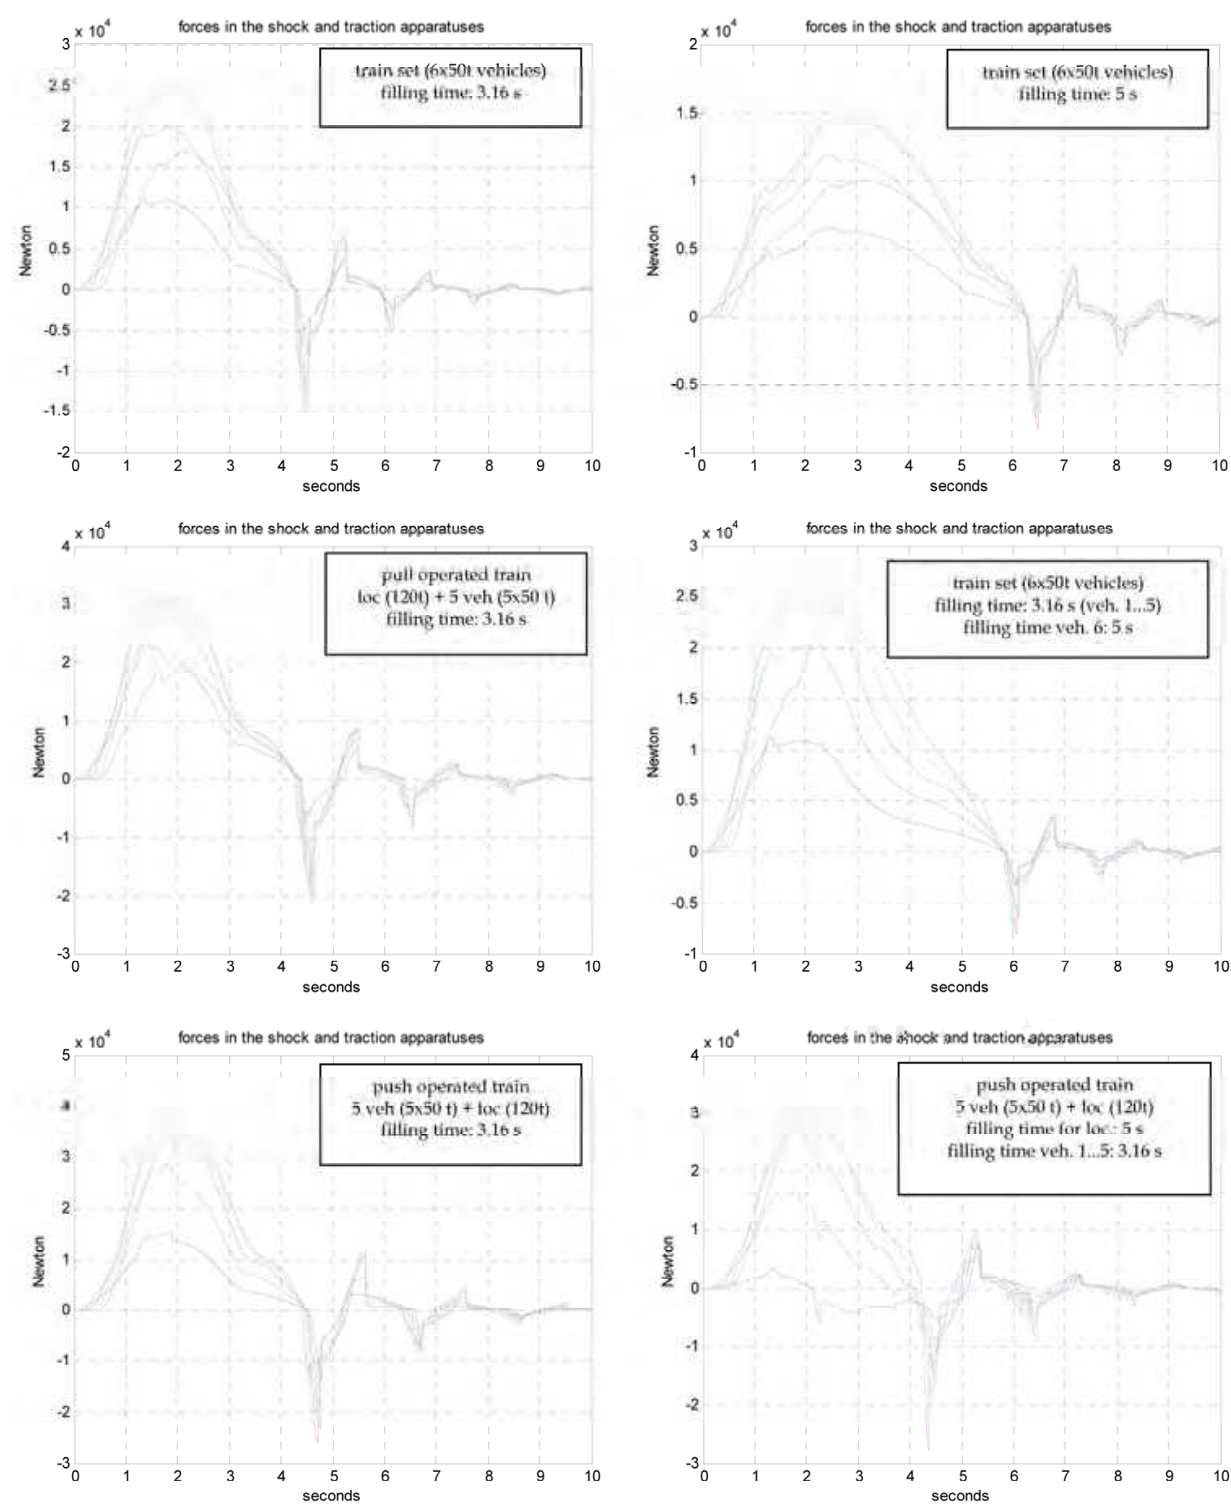 forces in the shock and traction apparatuses
x 10^4
train set (6x50t vehicles)
filling time: 3.16 s
3
2.5
2
1.5
1
0.5
0
-0.5
-1
-1.5
-2
Newton
0 1 2 3 4 5 6 7 8 9 10
seconds
forces in the shock and traction apparatuses
x 10^4
train set (6x50t vehicles)
filling time: 5 s
2
1.5
1
0.5
0
-0.5
-1
Newton
0 1 2 3 4 5 6 7 8 9 10
seconds
forces in the shock and traction apparatuses
x 10^4
pull operated train
loc (120t) + 5 veh (5x50 t)
filling time: 3.16 s
4
3
2
1
0
-1
-2
-3
Newton
0 1 2 3 4 5 6 7 8 9 10
seconds
forces in the shock and traction apparatuses
x 10^4
train set (6x50t vehicles)
filling time: 3.16 s (veh. 1...5)
filling time veh. 6: 5 s
3
2.5
2
1.5
1
0.5
0
-0.5
-1
Newton
0 1 2 3 4 5 6 7 8 9 10
seconds
forces in the shock and traction apparatuses
x 10^4
push operated train
5 veh (5x50 t) + loc (120t)
filling time: 3.16 s
5
4
3
2
1
0
-1
-2
-3
Newton
0 1 2 3 4 5 6 7 8 9 10
seconds
forces in the shock and traction apparatuses
x 10^4
push operated train
5 veh (5x50 t) + loc (120t)
filling time for loc.: 5 s
filling time veh. 1...5: 3.16 s
4
3
2
1
0
-1
-2
-3
Newton
0 1 2 3 4 5 6 7 8 9 10
seconds